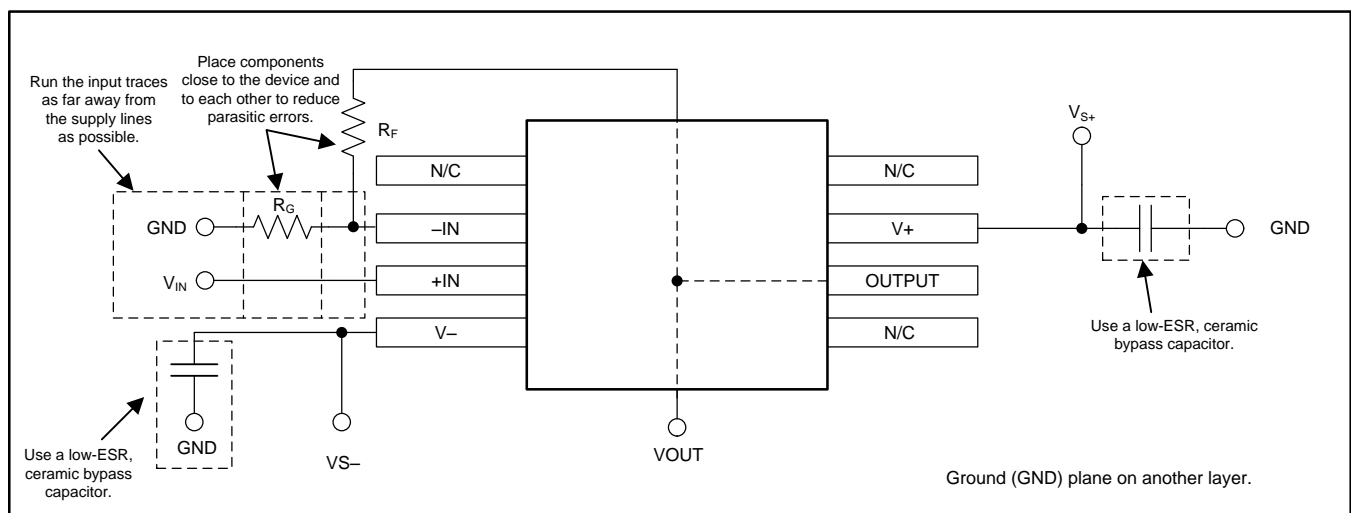 Run the input traces
as far away from
the supply lines
as possible.
Place components
close to the device and
to each other to reduce
parasitic errors.
RF
N/C
RG
GND
–IN
VIN
+IN
V–
GND
Use a low-ESR,
ceramic bypass
capacitor.
VS–
VOUT
N/C
V+
OUTPUT
N/C
VS+
GND
Use a low-ESR, ceramic
bypass capacitor.
Ground (GND) plane on another layer.